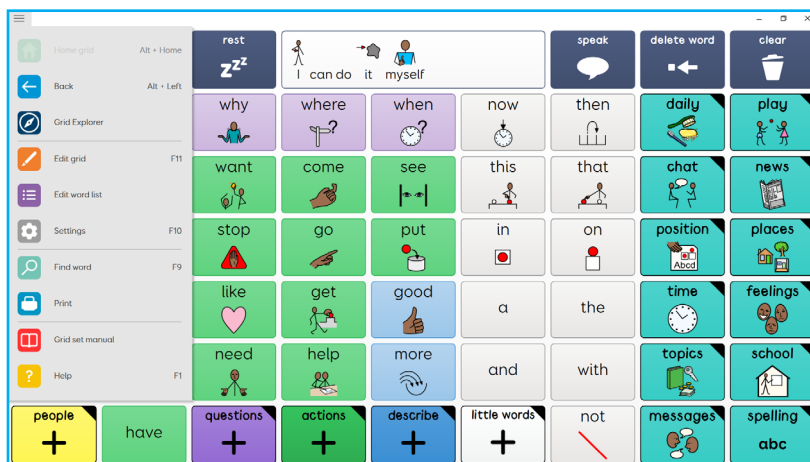 Home grid Alt + Home
Back Alt + Left
Grid Explorer
Edit grid F11
Edit word list
Settings F10
Find word F9
Print
Grid set manual
? Help F1
rest
zzz
I can do it myself
speak
delete word
clear
why where ? when ? now then daily play
want come see this that chat news
stop go put in on position places
Abcd
like get good a the time feelings
need help more and with topics school
people have questions actions describe little words not messages spelling
+ + + + + abc